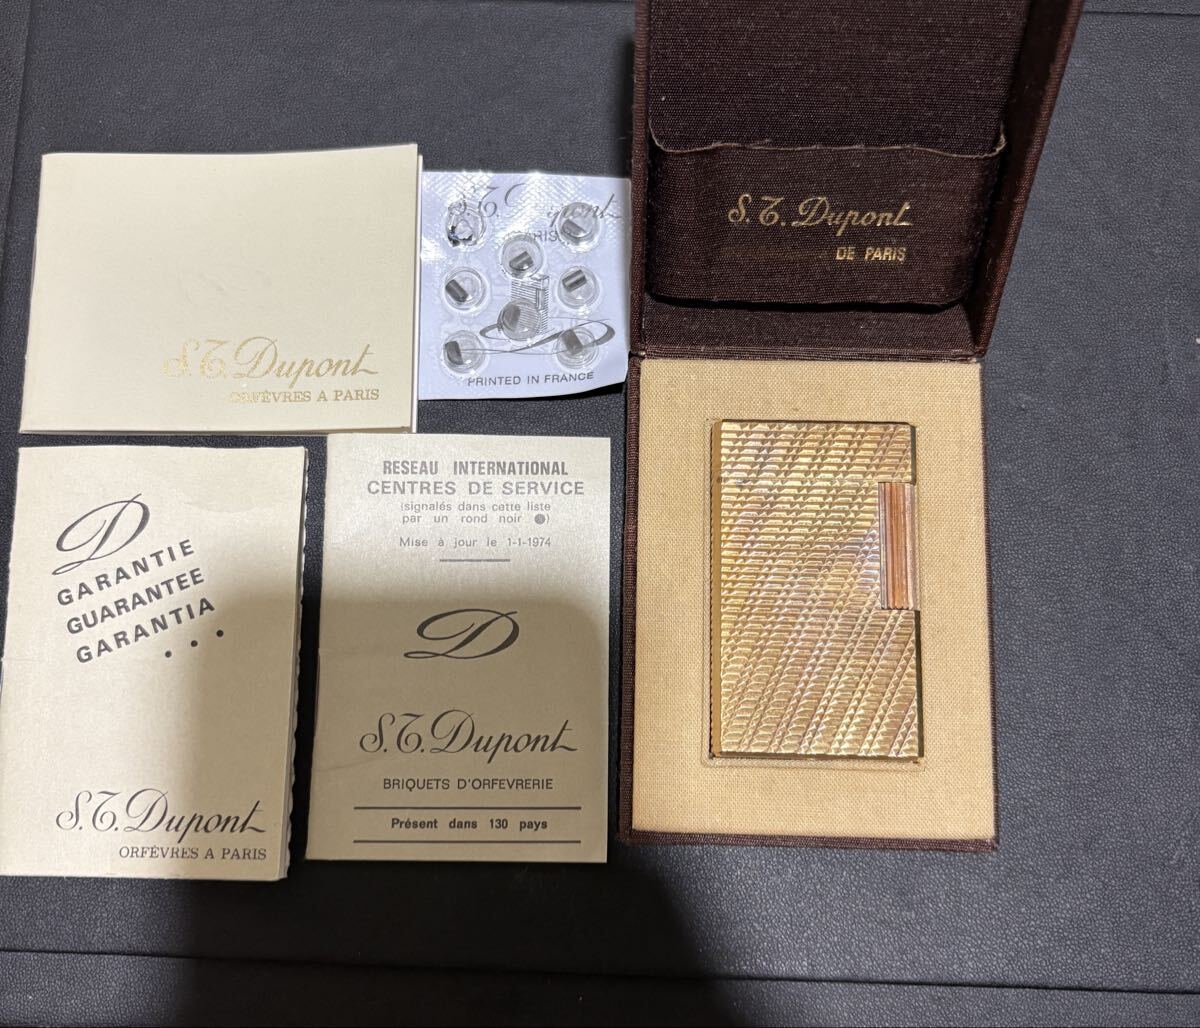 S.T. Dupont
ORFÈVRES A PARIS
S.T. Dupont
PARIS
PRINTED IN FRANCE
S.T. Dupont
DE PARIS
D
GARANTIE
GUARANTEE
GARANTIA
...
S.T. Dupont
ORFÈVRES A PARIS
RESEAU INTERNATIONAL
CENTRES DE SERVICE
(signalés dans cette liste
par un rond noir ●)
Mise à jour le 1-1-1974
D
S.T. Dupont
BRIQUETS D'ORFEVRERIE
Présent dans 130 pays